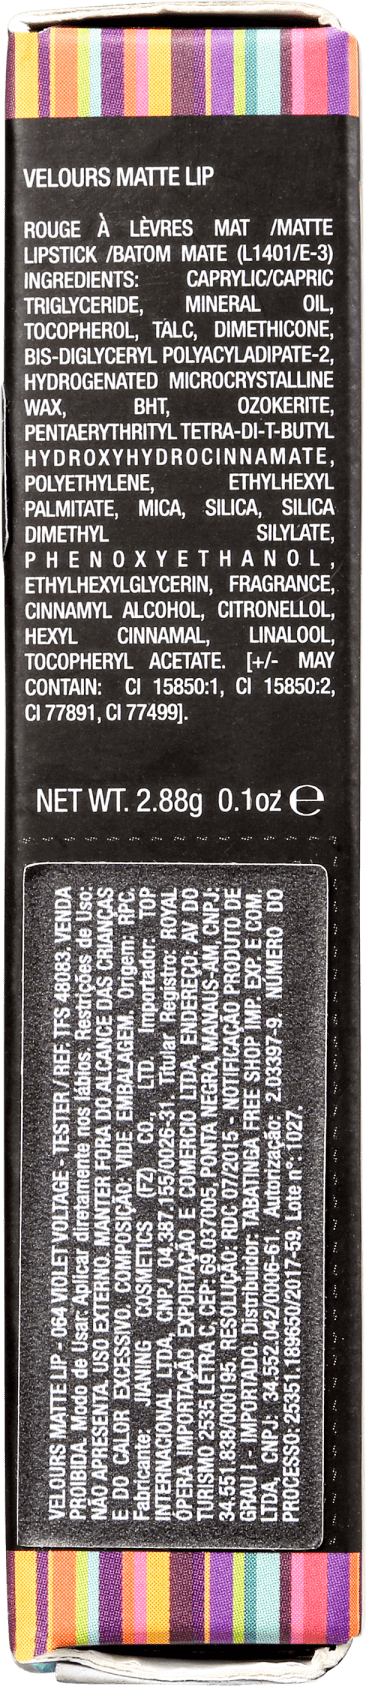 VELOURS MATTE LIP
ROUGE À LÈVRES MAT /MATTE
LIPSTICK /BATOM MATE (L1401/E-3)
INGREDIENTS: CAPRYLIC/CAPRIC
TRIGLYCERIDE, MINERAL OIL,
TOCOPHEROL, TALC, DIMETHICONE,
BIS-DIGLYCERYL POLYACYLADIPATE-2,
HYDROGENATED MICROCRYSTALLINE
WAX, BHT, OZOKERITE,
PENTAERYTHRITYL TETRA-DI-T-BUTYL
HYDROXYHYDROCINNAMATE,
POLYETHYLENE, ETHYLHEXYL
PALMITATE, MICA, SILICA, SILICA
DIMETHYL SILYLATE,
PHENOXYETHANOL,
ETHYLHEXYLGLYCERIN, FRAGRANCE,
CINNAMYL ALCOHOL, CITRONELLOL,
HEXYL CINNAMAL, LINALOOL,
TOCOPHERYL ACETATE. [+/- MAY
CONTAIN: CI 15850:1, CI 15850:2,
CI 77891, CI 77499].
NET WT. 2.88g 0.1oz ℮
VELOURS MATTE LIP - 064 VIOLET VOLTAGE - TESTER / REF: TFS 48083 VENDA
PROIBIDA. Modo de Usar Aplicar diretamente nos lábios. Restrições de Uso:
NÃO APRESENTA. USO EXTERNO. MANTER FORA DO ALCANCE DAS CRIANÇAS
E DO CALOR EXCESSIVO. COMPOSIÇÃO: VIDE EMBALAGEM. Origem: RPC.
Fabricante: JIANING COSMETICS (FZ) CO., LTD. Importador: TOP
INTERNACIONAL LTDA. CNPJ 04.387.155/0026-31. Titular Registro: ROYAL
ÓPERA IMPORTAÇÃO EXPORTAÇÃO E COMERCIO LTDA. ENDEREÇO: AV DO
TURISMO 2535 LETRA C, CEP: 69.037005, PONTA NEGRA, MANAUS-AM, CNPJ:
34.551.838/000195. RESOLUÇÃO: RDC 07/2015 - NOTIFICAÇÃO PRODUTO DE
GRAU I - IMPORTADO; Distribuidor: TABATINGA FREE SHOP IMP. EXP. E COM.
LTDA, CNPJ: 34.552.042/0006-61. Autorização: 2.03397-9. NÚMERO DO
PROCESSO: 25351.189650/2017-59. Lote nº: 1027.